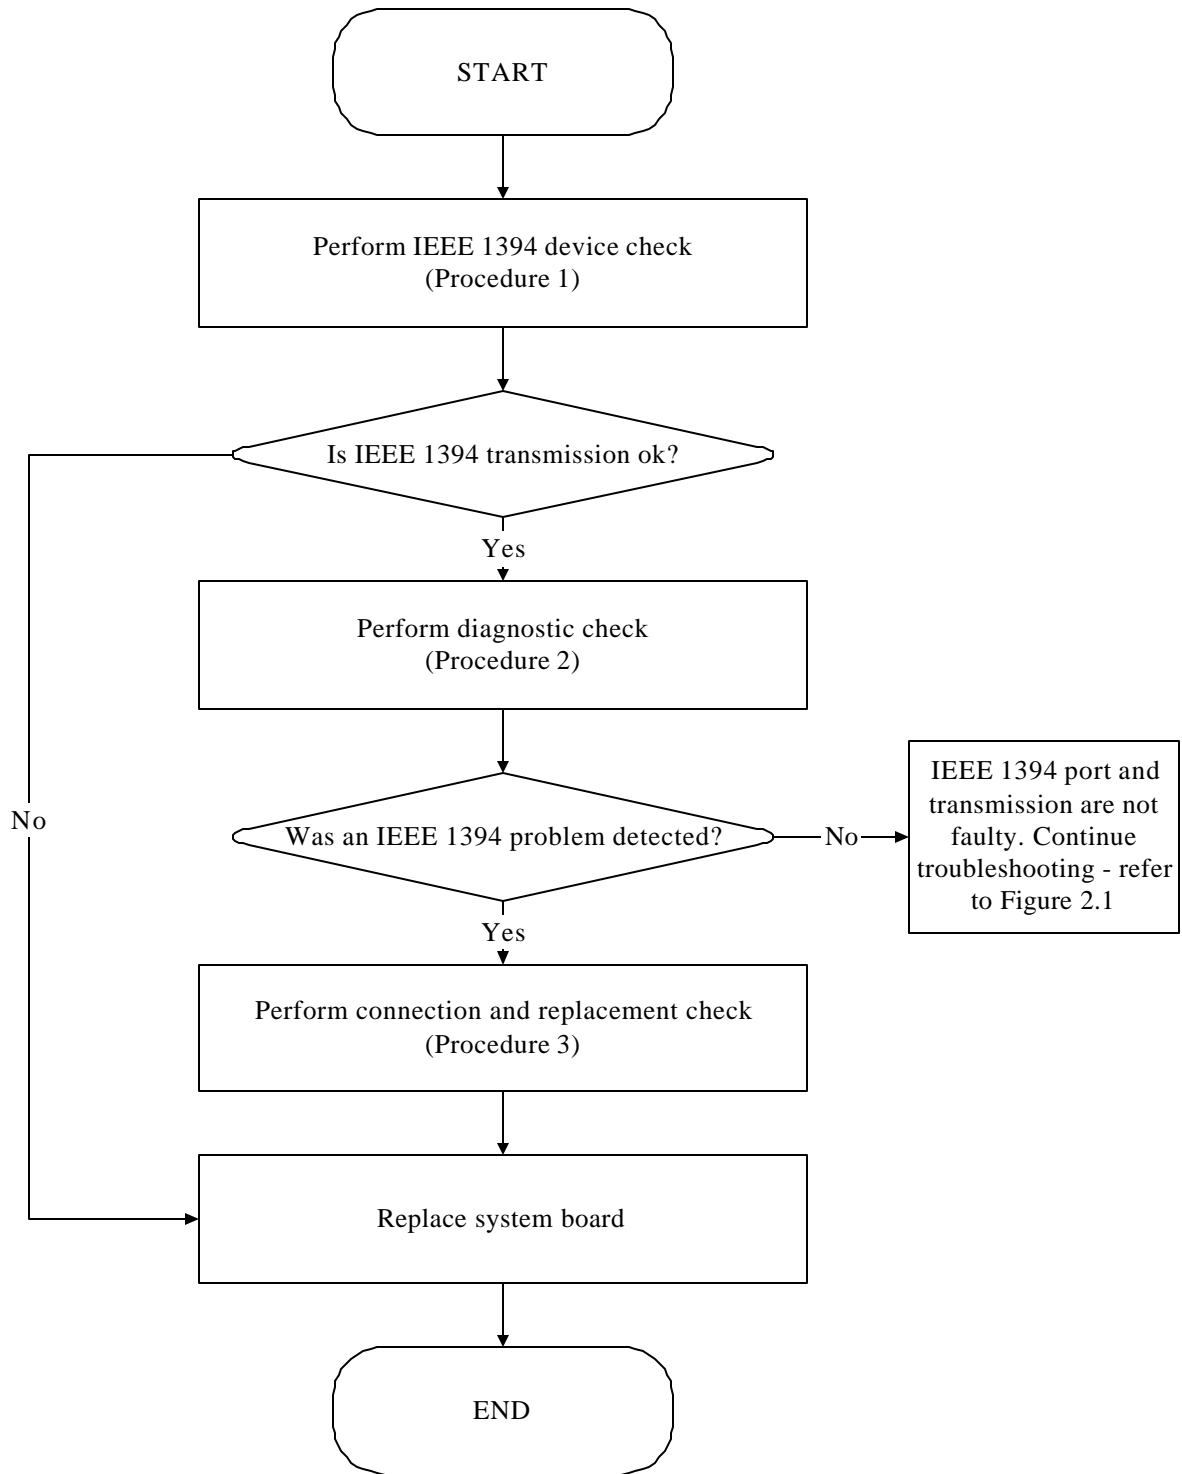 START
Perform IEEE 1394 device check
(Procedure 1)
Is IEEE 1394 transmission ok?
Yes
Perform diagnostic check
(Procedure 2)
No
Was an IEEE 1394 problem detected?
No
IEEE 1394 port and
transmission are not
faulty. Continue
troubleshooting - refer
to Figure 2.1
Yes
Perform connection and replacement check
(Procedure 3)
Replace system board
END